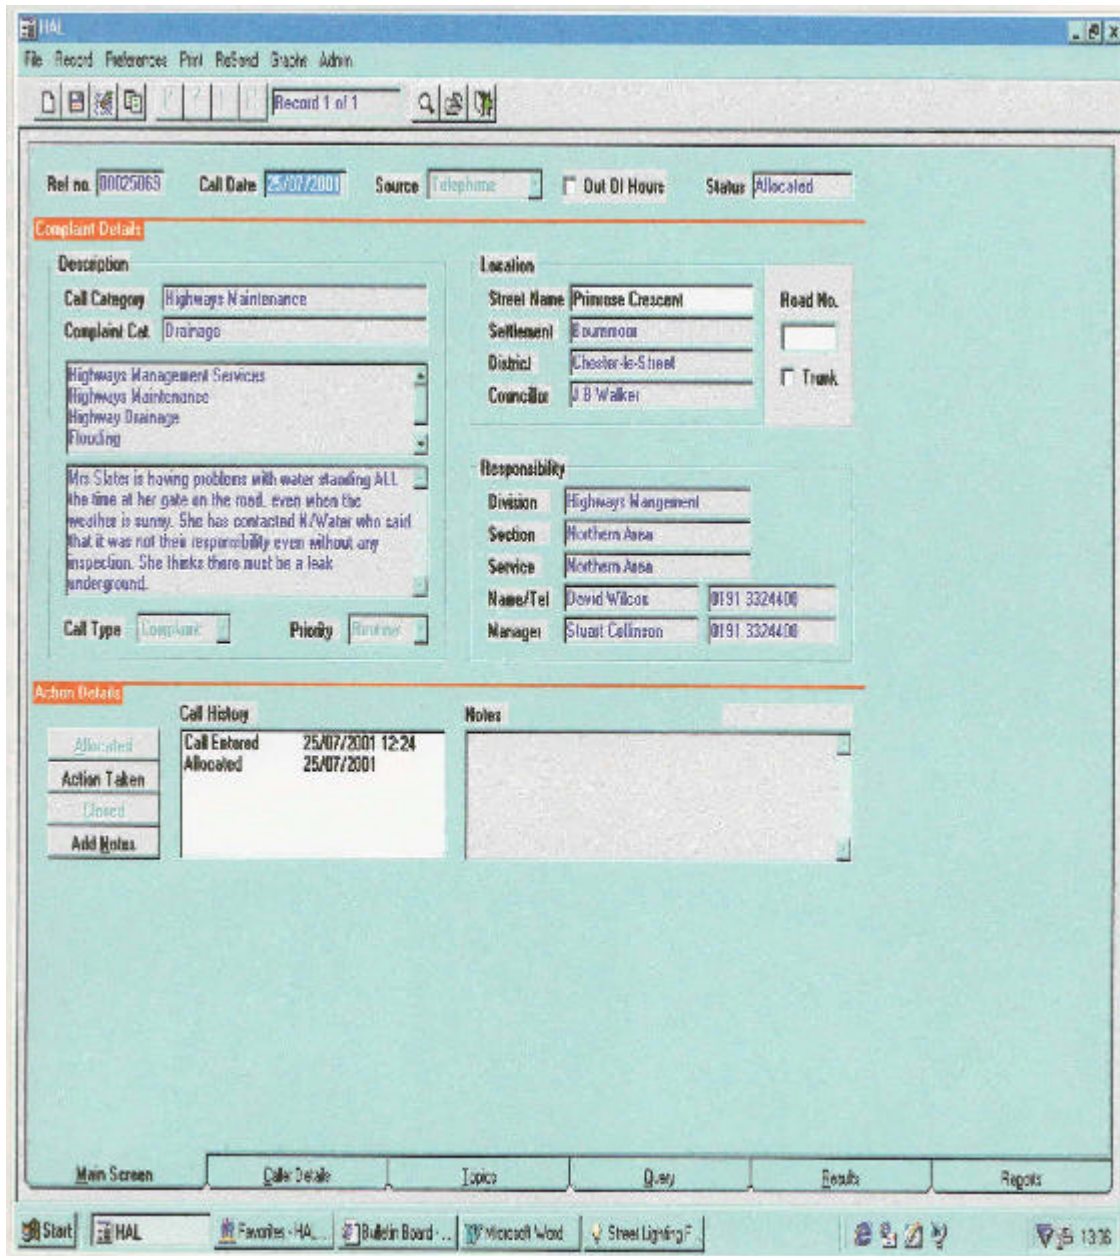 HAL
File Record Preferences Print ReSend Graphs Admin
Record 1 of 1
Ref no. 00025069 Call Date 25/07/2001 Source Telephone Out Of Hours Status Allocated
Complaint Details
Description
Call Category Highways Maintenance
Complaint Cat. Drainage
Highways Management Services
Highways Maintenance
Highway Drainage
Flooding
Mrs Slater is having problems with water standing ALL
the time at her gate on the road, even when the
weather is sunny. She has contacted N/Water who said
that it was not their responsibility even without any
inspection. She thinks there must be a leak
underground.
Call Type Complaint Priority Routine
Location
Street Name Primrose Crescent
Settlement Bournmoor
District Chester-le-Street
Councillor J B Walker
Road No.
Trunk
Responsibility
Division Highways Mangement
Section Northern Area
Service Northern Area
Name/Tel David Wilcox 0191 3324400
Manager Stuart Collinson 0191 3324400
Action Details
Allocated
Action Taken
Closed
Add Notes
Call History
Call Entered 25/07/2001 12:24
Allocated 25/07/2001
Notes
Main Screen Caller Details Topics Query Results Reports
Start HAL Favorites - HA... Bulletin Board - ... Microsoft Word Street Lighting F...